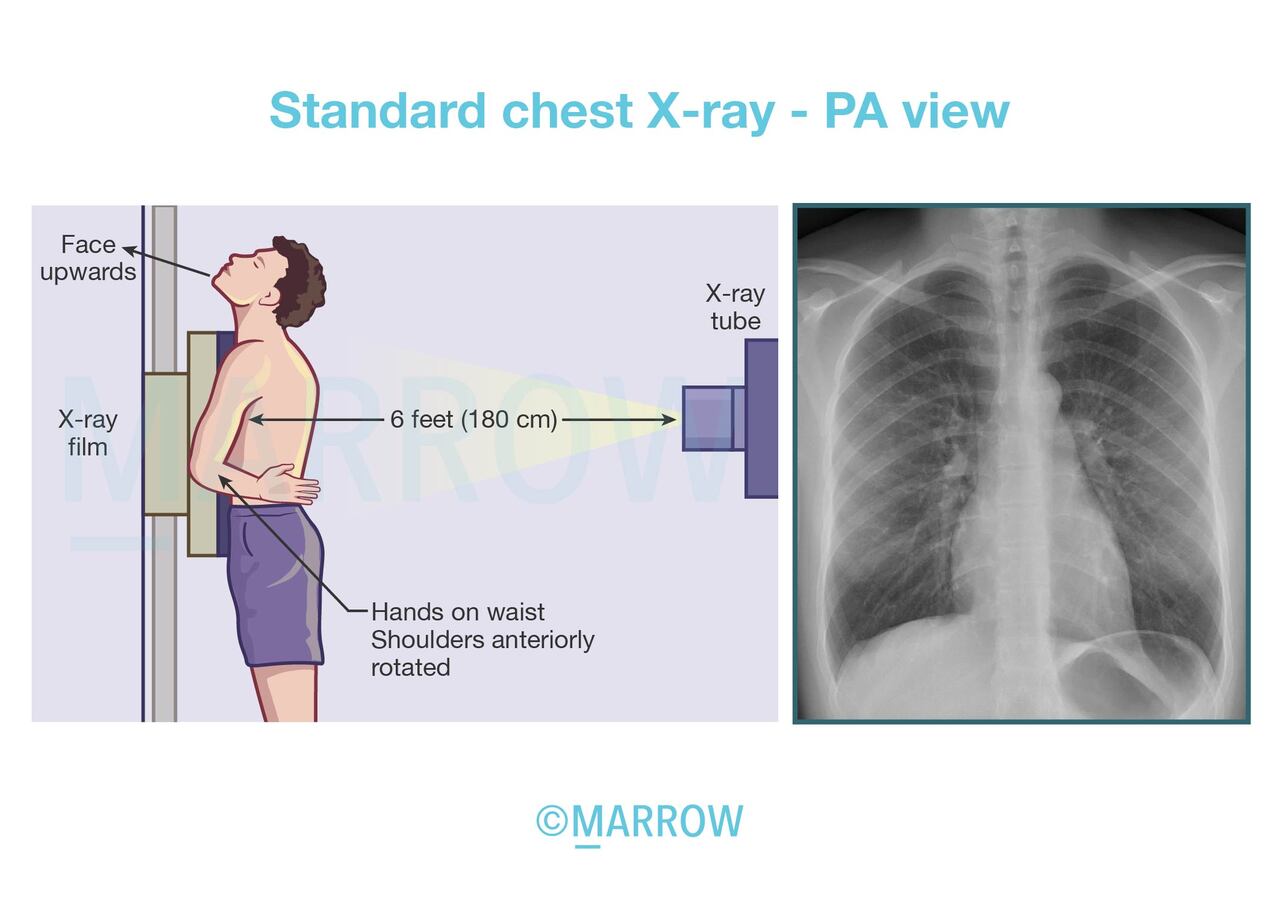 Standard chest X-ray - PA view
Face
upwards
X-ray
tube
X-ray
film
6 feet (180 cm)
MARROW
Hands on waist
Shoulders anteriorly
rotated
©MARROW